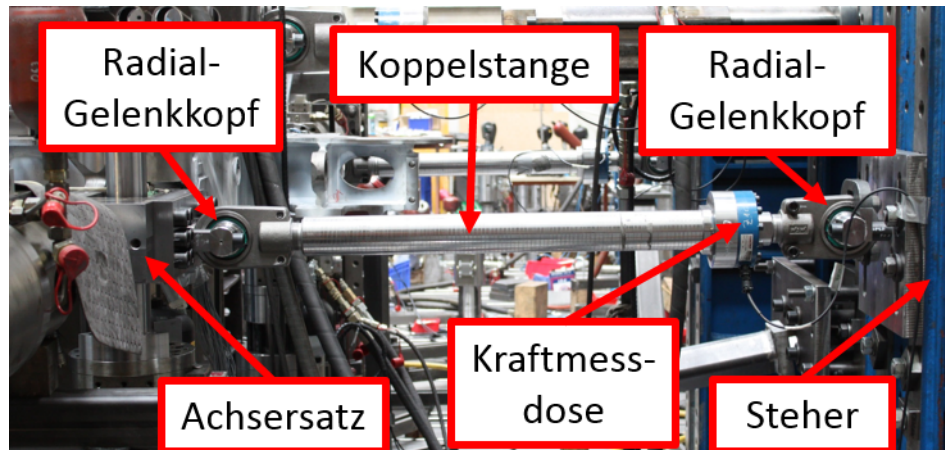 Radial-
Gelenkkopf
Koppelstange
Radial-
Gelenkkopf
Achsersatz
Kraftmess-
dose
Steher